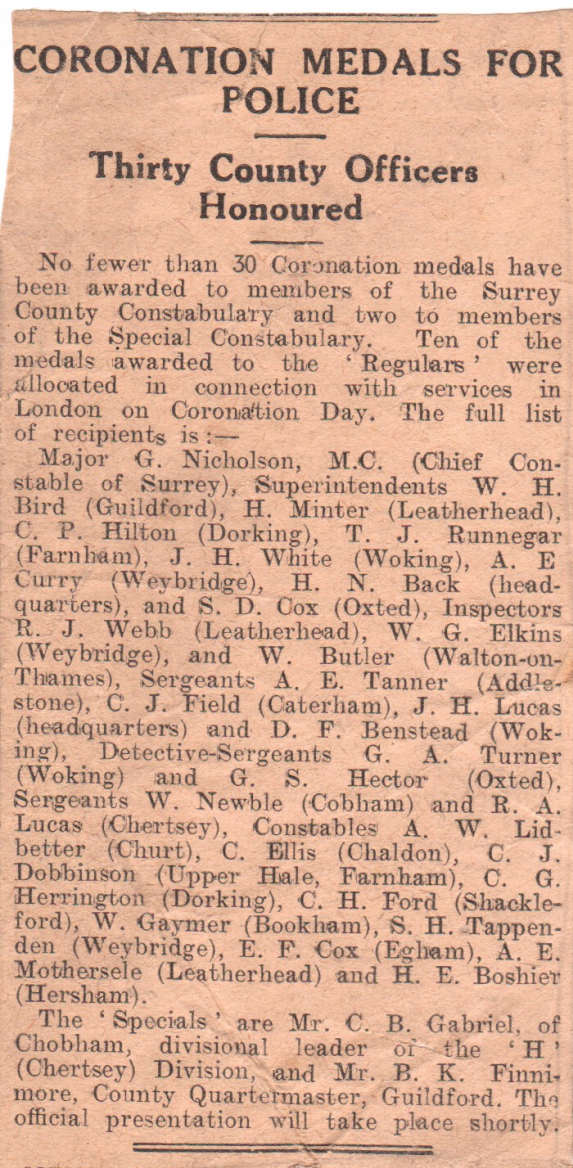 CORONATION MEDALS FOR
POLICE
Thirty County Officers
Honoured
No fewer than 30 Coronation medals have
been awarded to members of the Surrey
County Constabulary and two to members
of the Special Constabulary. Ten of the
medals awarded to the ‘ Regulars ’ were
allocated in connection with services in
London on Coronation Day. The full list
of recipients is :—
Major G. Nicholson, M.C. (Chief Con-
stable of Surrey), Superintendents W. H.
Bird (Guildford), H. Minter (Leatherhead),
C. P. Hilton (Dorking), T. J. Runnegar
(Farnham), J. H. White (Woking), A. E
Curry (Weybridge), H. N. Back (head-
quarters), and S. D. Cox (Oxted), Inspectors
R. J. Webb (Leatherhead), W. G. Elkins
(Weybridge), and W. Butler (Walton-on-
Thames), Sergeants A. E. Tanner (Addle-
stone), C. J. Field (Caterham), J. H. Lucas
(headquarters) and D. F. Benstead (Wok-
ing), Detective-Sergeants G. A. Turner
(Woking) and G. S. Hector (Oxted),
Sergeants W. Newble (Cobham) and R. A.
Lucas (Chertsey), Constables A. W. Lid-
better (Churt), C. Ellis (Chaldon), C. J.
Dobbinson (Upper Hale, Farnham), C. G.
Herrington (Dorking), C. H. Ford (Shackle-
ford), W. Gaymer (Bookham), S. H. Tappen-
den (Weybridge), E. F. Cox (Egham), A. E.
Mothersele (Leatherhead) and H. E. Boshier
(Hersham).
The ‘ Specials ’ are Mr. C. B. Gabriel, of
Chobham, divisional leader of the ‘ H ’
(Chertsey) Division, and Mr. B. K. Finni-
more, County Quartermaster, Guildford. The
official presentation will take place shortly.